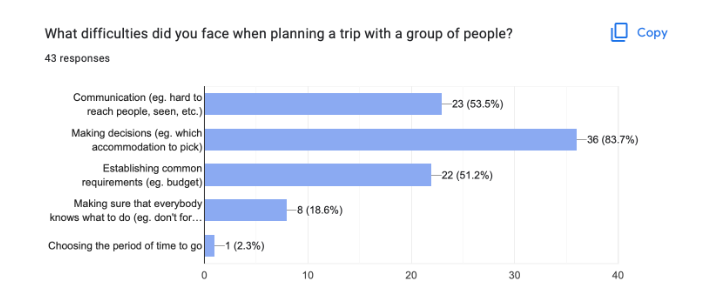 What difficulties did you face when planning a trip with a group of people?
Copy
43 responses
Communication (eg. hard to
reach people, seen, etc.)
23 (53.5%)
Making decisions (eg. which
accommodation to pick)
36 (83.7%)
Establishing common
requirements (eg. budget)
22 (51.2%)
Making sure that everybody
knows what to do (eg. don't for…
8 (18.6%)
Choosing the period of time to go
1 (2.3%)
0 10 20 30 40